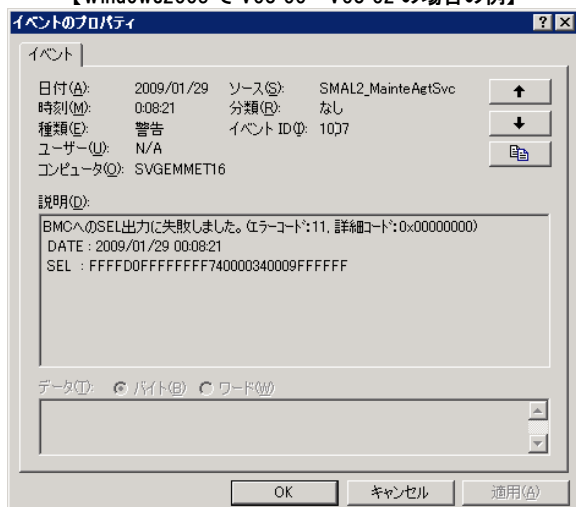 イベントのプロパティ
イベント
日付(A): 2009/01/29 ソース(S): SMAL2_MainteAgtSvc
時刻(M): 0:08:21 分類(R): なし
種類(E): 警告 イベント ID(I): 1007
ユーザー(U): N/A
コンピュータ(O): SVGEMMET16
説明(D):
BMCへのSEL出力に失敗しました。(エラーコード:11, 詳細コード:0x00000000)
DATE : 2009/01/29 00:08:21
SEL : FFFFD0FFFFFFFF740000340009FFFFFF
データ(T): バイト(B) ワード(W)
OK キャンセル 適用(A)